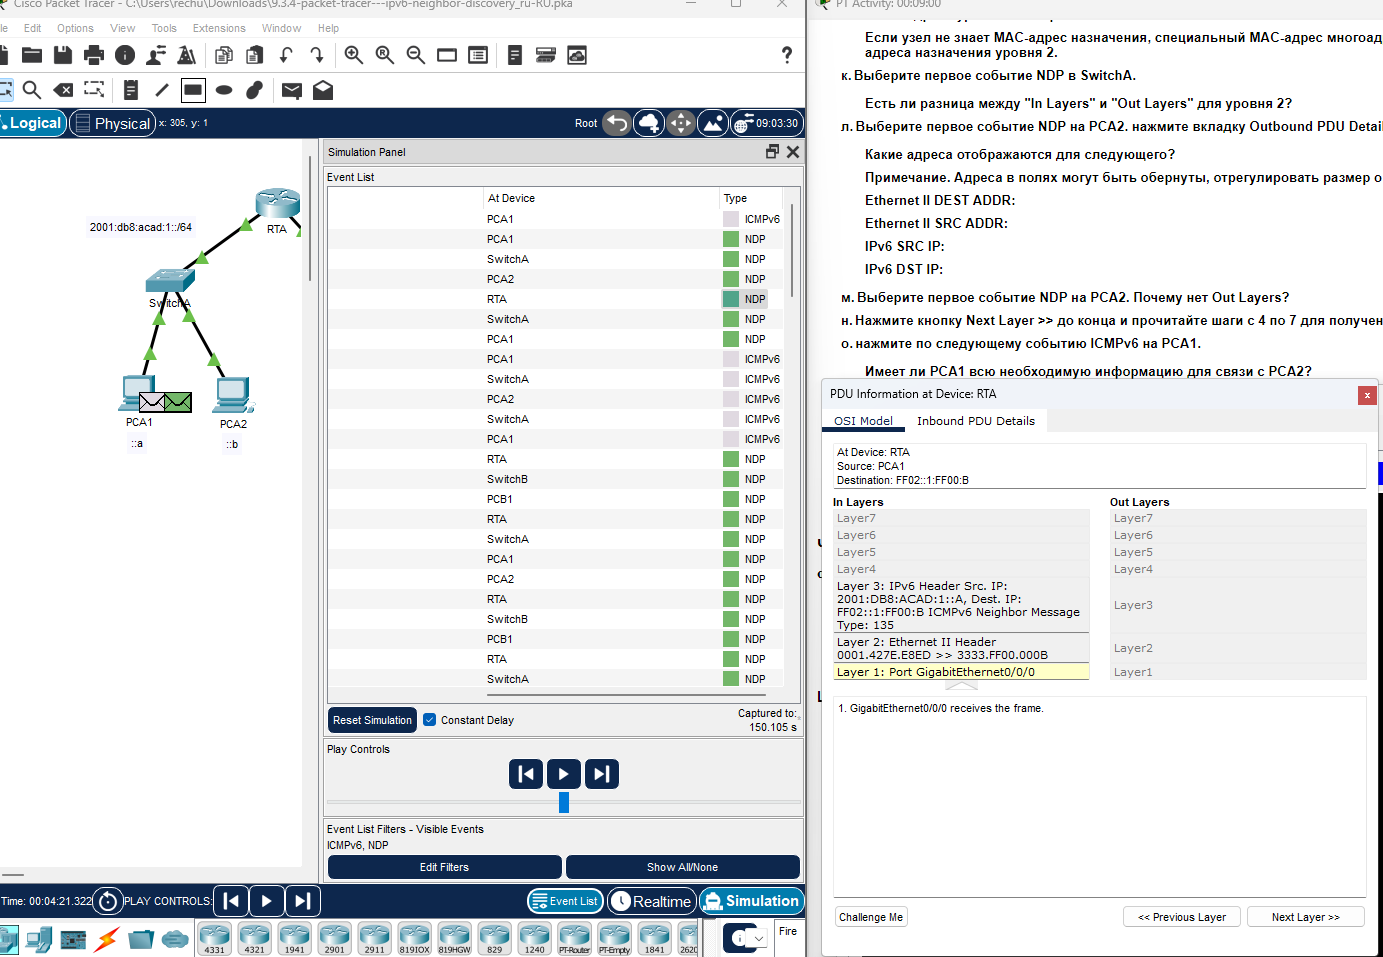 Cisco Packet Tracer - C:\Users\rechu\Downloads\9.3.4-packet-tracer---ipv6-neighbor-discovery_ru-RU.pka
Edit Options View Tools Extensions Window Help
Logical Physical x: 305, y: 1 Root 09:03:30
2001:db8:acad:1::/64
RTA
SwitchA
PCA1
PCA2
::a
::b
Simulation Panel
Event List
At Device Type
PCA1 ICMPv6
PCA1 NDP
SwitchA NDP
PCA2 NDP
RTA NDP
SwitchA NDP
PCA1 NDP
PCA1 ICMPv6
SwitchA ICMPv6
PCA2 ICMPv6
SwitchA ICMPv6
PCA1 ICMPv6
RTA NDP
SwitchB NDP
PCB1 NDP
RTA NDP
SwitchA NDP
PCA1 NDP
PCA2 NDP
RTA NDP
SwitchB NDP
PCB1 NDP
RTA NDP
SwitchA NDP
Reset Simulation Constant Delay Captured to:
150.105 s
Play Controls
Event List Filters - Visible Events
ICMPv6, NDP
Edit Filters Show All/None
Time: 00:04:21.322 PLAY CONTROLS: Event List Realtime Simulation
4331 4321 1941 2901 2911 819IOX 819HGW 829 1240 PT-Router PT-Empty 1841 2620
Fire
PT Activity: 00:09:00
Если узел не знает MAC-адрес назначения, специальный MAC-адрес
адреса назначения уровня 2.
к. Выберите первое событие NDP в SwitchA.
Есть ли разница между "In Layers" и "Out Layers" для уровня 2?
л. Выберите первое событие NDP на PCA2. нажмите вкладку Outbound PDU
Какие адреса отображаются для следующего?
Примечание. Адреса в полях могут быть обернуты, отрегулировать размер
Ethernet II DEST ADDR:
Ethernet II SRC ADDR:
IPv6 SRC IP:
IPv6 DST IP:
м. Выберите первое событие NDP на PCA2. Почему нет Out Layers?
н. Нажмите кнопку Next Layer >> до конца и прочитайте шаги с 4 по 7 для
о. нажмите по следующему событию ICMPv6 на PCA1.
Имеет ли PCA1 всю необходимую информацию для связи с PCA2?
PDU Information at Device: RTA
OSI Model Inbound PDU Details
At Device: RTA
Source: PCA1
Destination: FF02::1:FF00:B
In Layers Out Layers
Layer7 Layer7
Layer6 Layer6
Layer5 Layer5
Layer4 Layer4
Layer 3: IPv6 Header Src. IP:
2001:DB8:ACAD:1::A, Dest. IP:
FF02::1:FF00:B ICMPv6 Neighbor Message
Type: 135
Layer3
Layer 2: Ethernet II Header
0001.427E.E8ED >> 3333.FF00.000B
Layer2
Layer 1: Port GigabitEthernet0/0/0 Layer1
1. GigabitEthernet0/0/0 receives the frame.
Challenge Me << Previous Layer Next Layer >>